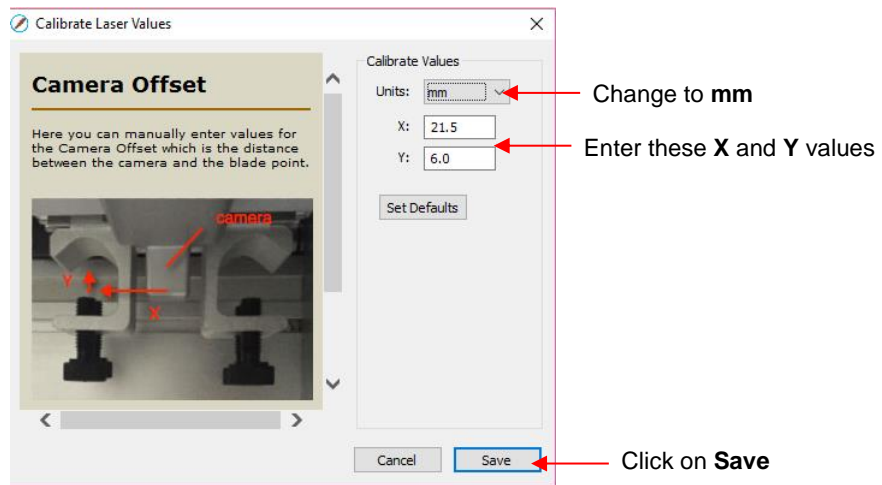 Calibrate Laser Values
Camera Offset
Here you can manually enter values for
the Camera Offset which is the distance
between the camera and the blade point.
camera
Y
X
Calibrate Values
Units: mm
X: 21.5
Y: 6.0
Set Defaults
Cancel Save
Change to mm
Enter these X and Y values
Click on Save